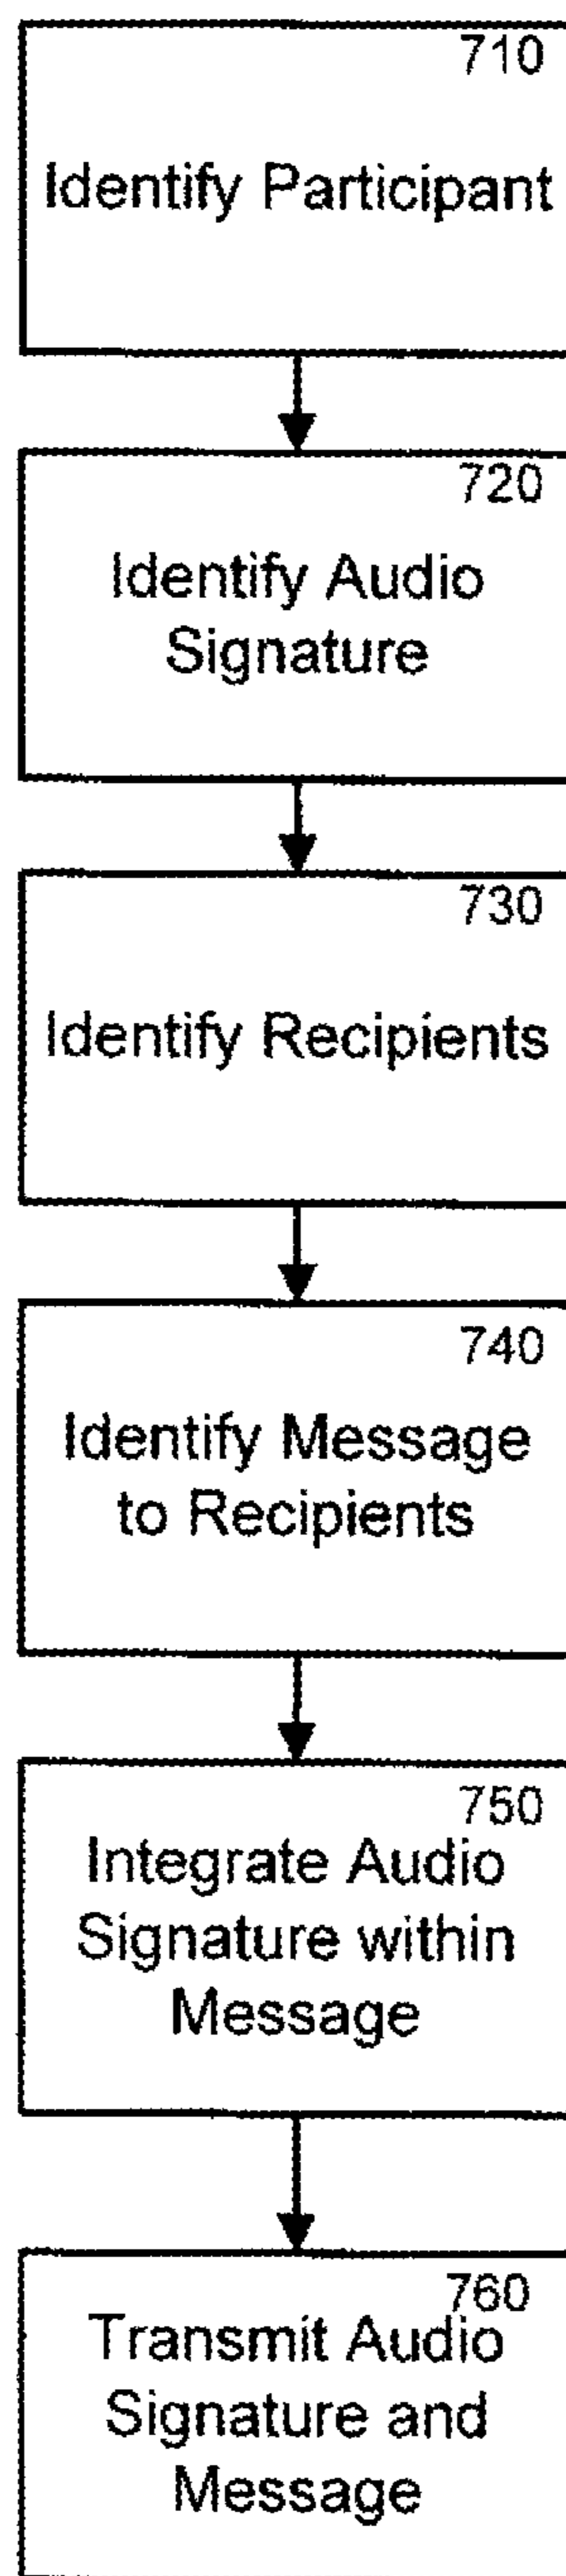 710
Identify Participant
720
Identify Audio
Signature
730
Identify Recipients
740
Identify Message
to Recipients
750
Integrate Audio
Signature within
Message
760
Transmit Audio
Signature and
Message